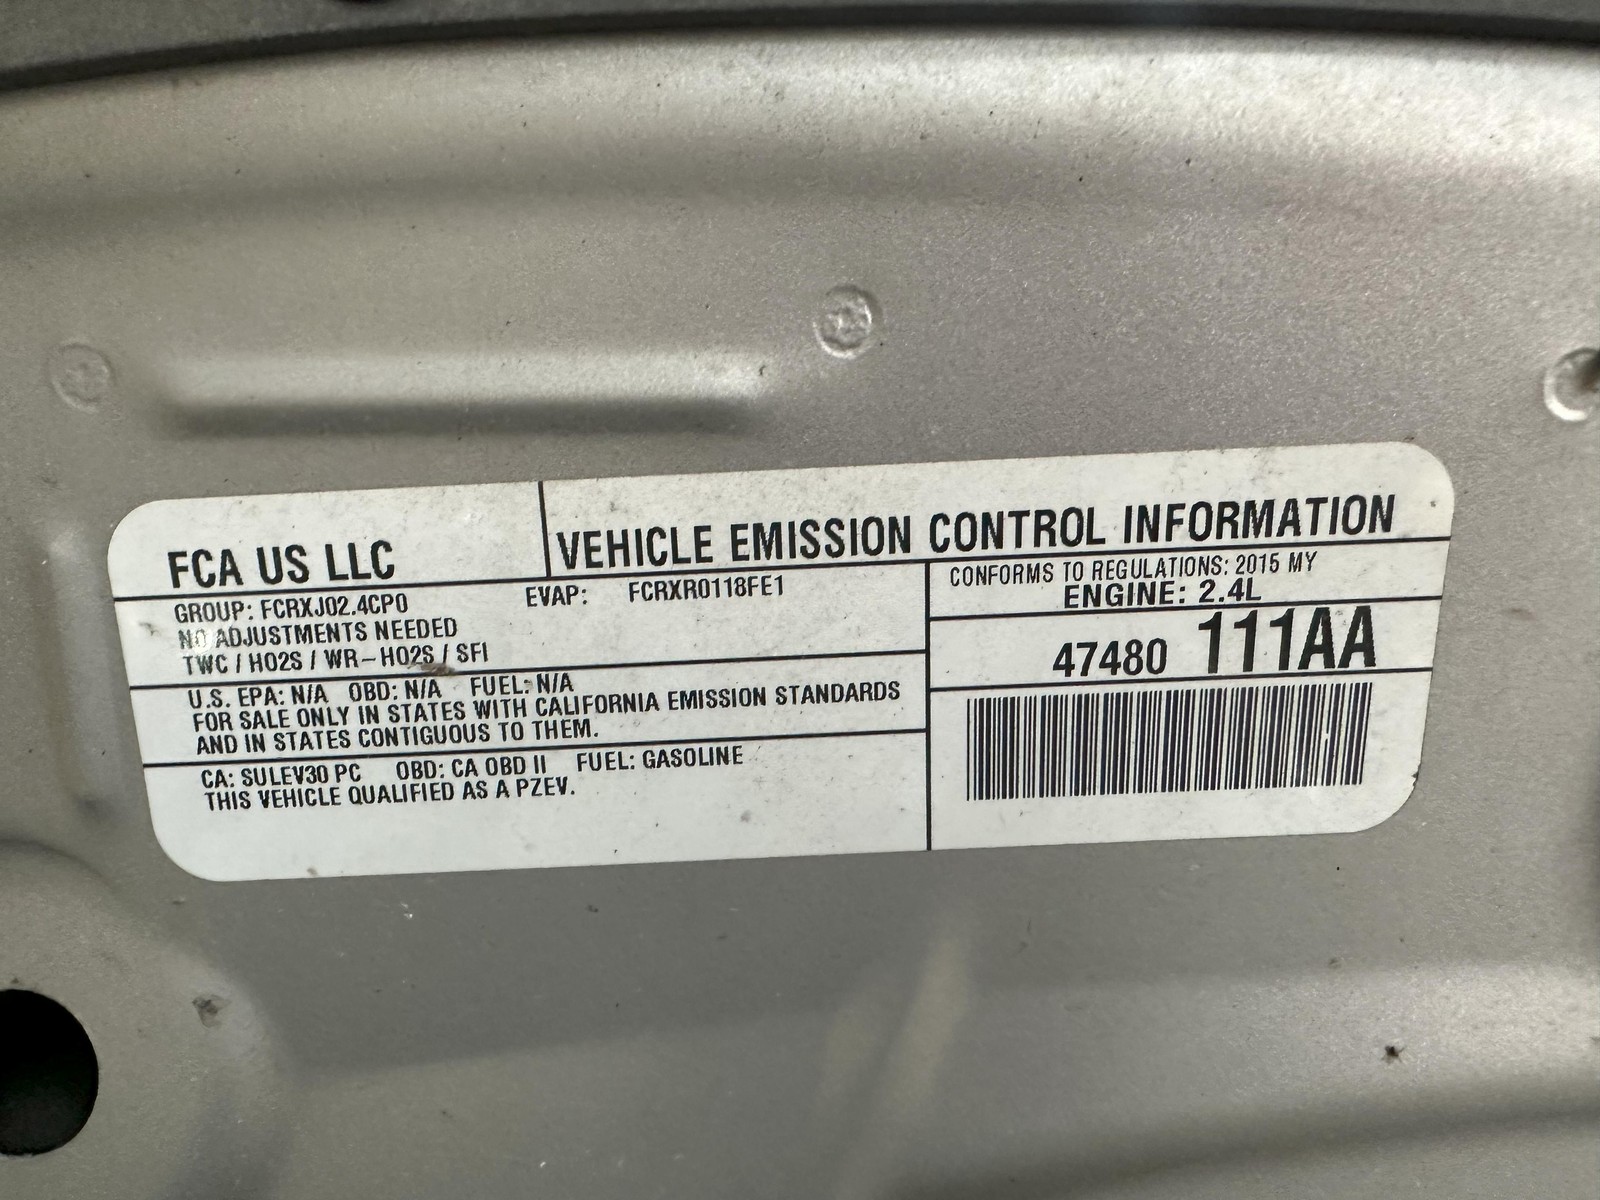 FCA US LLC
VEHICLE EMISSION CONTROL INFORMATION
GROUP: FCRXJ02.4CP0
EVAP: FCRXR0118FE1
NO ADJUSTMENTS NEEDED
TWC / HO2S / WR-HO2S / SFI
U.S. EPA: N/A OBD: N/A FUEL: N/A
FOR SALE ONLY IN STATES WITH CALIFORNIA EMISSION STANDARDS
AND IN STATES CONTIGUOUS TO THEM.
CA: SULEV30 PC OBD: CA OBD II FUEL: GASOLINE
THIS VEHICLE QUALIFIED AS A PZEV.
CONFORMS TO REGULATIONS: 2015 MY
ENGINE: 2.4L
47480 111AA